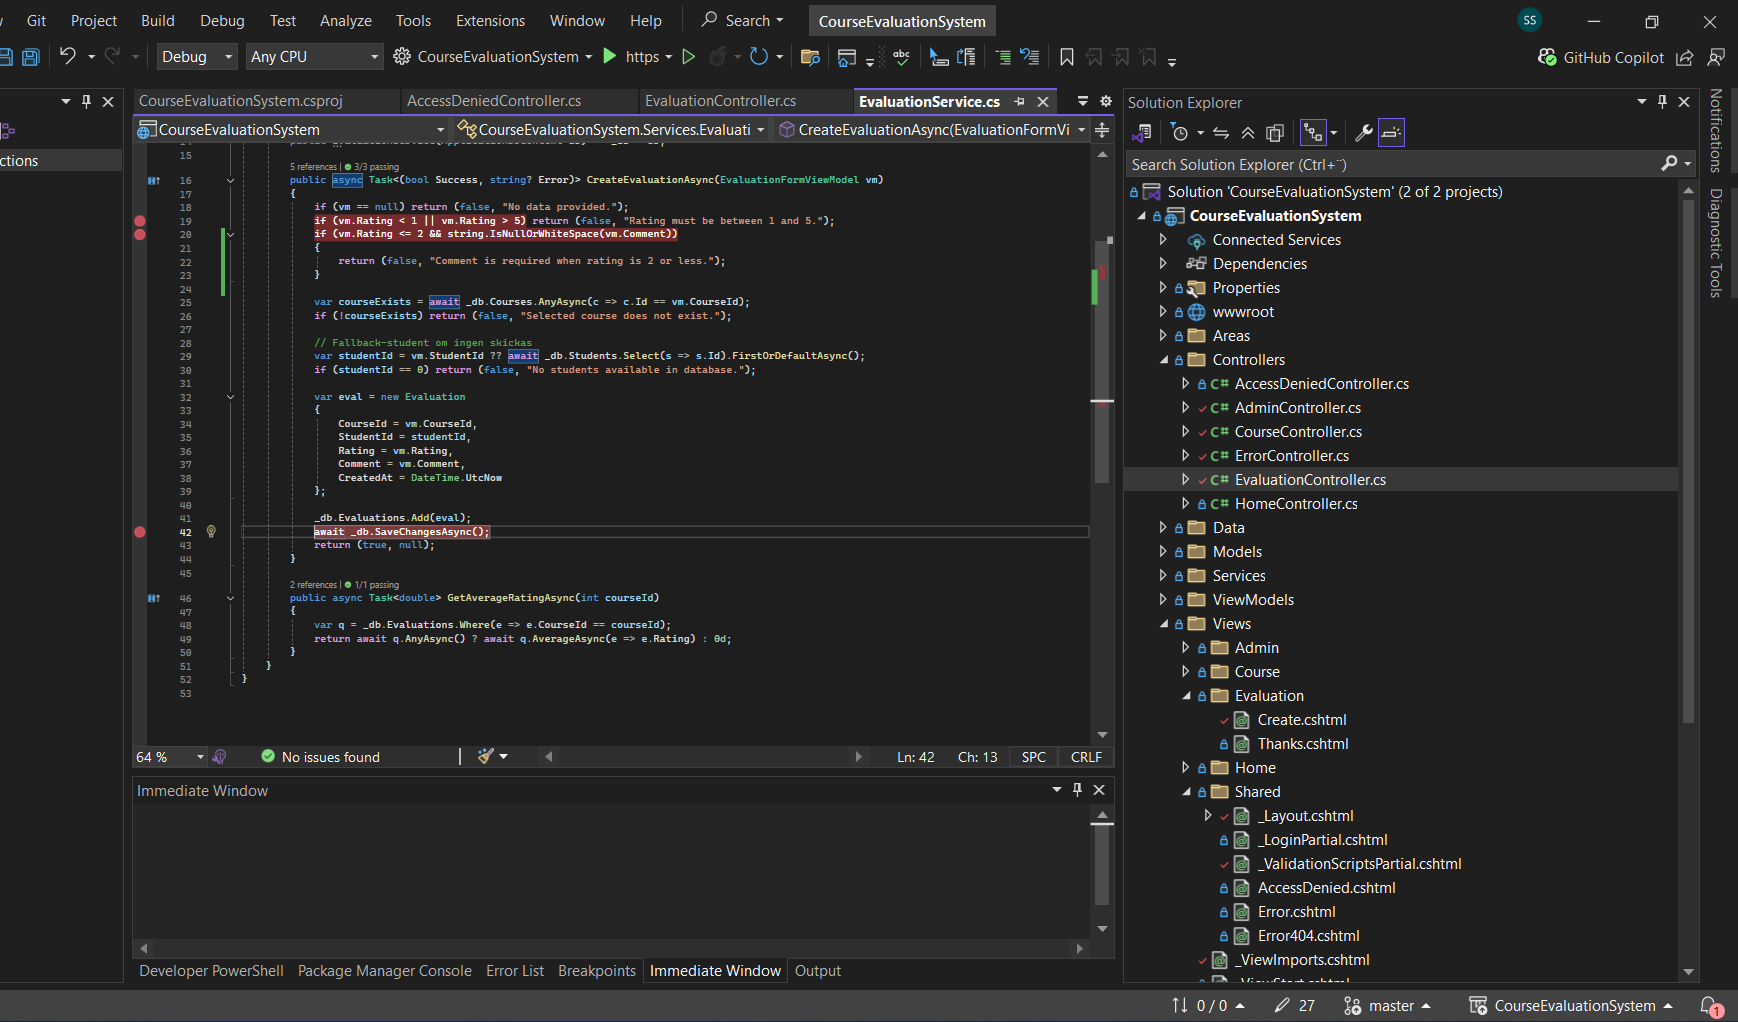 Git Project Build Debug Test Analyze Tools Extensions Window Help Search CourseEvaluationSystem SS
Debug Any CPU CourseEvaluationSystem https GitHub Copilot
CourseEvaluationSystem.csproj AccessDeniedController.cs EvaluationController.cs EvaluationService.cs
CourseEvaluationSystem CourseEvaluationSystem.Services.Evaluati CreateEvaluationAsync(EvaluationFormVi
ctions
15
5 references | 3/3 passing
16 public async Task<(bool Success, string? Error)> CreateEvaluationAsync(EvaluationFormViewModel vm)
17 {
18 if (vm == null) return (false, "No data provided.");
19 if (vm.Rating < 1 || vm.Rating > 5) return (false, "Rating must be between 1 and 5.");
20 if (vm.Rating <= 2 && string.IsNullOrWhiteSpace(vm.Comment))
21 {
22 return (false, "Comment is required when rating is 2 or less.");
23 }
24
25 var courseExists = await _db.Courses.AnyAsync(c => c.Id == vm.CourseId);
26 if (!courseExists) return (false, "Selected course does not exist.");
27
28 // Fallback-student om ingen skickas
29 var studentId = vm.StudentId ?? await _db.Students.Select(s => s.Id).FirstOrDefaultAsync();
30 if (studentId == 0) return (false, "No students available in database.");
31
32 var eval = new Evaluation
33 {
34 CourseId = vm.CourseId,
35 StudentId = studentId,
36 Rating = vm.Rating,
37 Comment = vm.Comment,
38 CreatedAt = DateTime.UtcNow
39 };
40
41 _db.Evaluations.Add(eval);
42 await _db.SaveChangesAsync();
43 return (true, null);
44 }
45
2 references | 1/1 passing
46 public async Task<double> GetAverageRatingAsync(int courseId)
47 {
48 var q = _db.Evaluations.Where(e => e.CourseId == courseId);
49 return await q.AnyAsync() ? await q.AverageAsync(e => e.Rating) : 0d;
50 }
51 }
52 }
53
64 % No issues found Ln: 42 Ch: 13 SPC CRLF
Immediate Window
Developer PowerShell Package Manager Console Error List Breakpoints Immediate Window Output
Solution Explorer
Search Solution Explorer (Ctrl+¨)
Solution 'CourseEvaluationSystem' (2 of 2 projects)
CourseEvaluationSystem
Connected Services
Dependencies
Properties
wwwroot
Areas
Controllers
C# AccessDeniedController.cs
C# AdminController.cs
C# CourseController.cs
C# ErrorController.cs
C# EvaluationController.cs
C# HomeController.cs
Data
Models
Services
ViewModels
Views
Admin
Course
Evaluation
Create.cshtml
Thanks.cshtml
Home
Shared
_Layout.cshtml
_LoginPartial.cshtml
_ValidationScriptsPartial.cshtml
AccessDenied.cshtml
Error.cshtml
Error404.cshtml
_ViewImports.cshtml
Notifications
Diagnostic Tools
0 / 0 27 master CourseEvaluationSystem 1